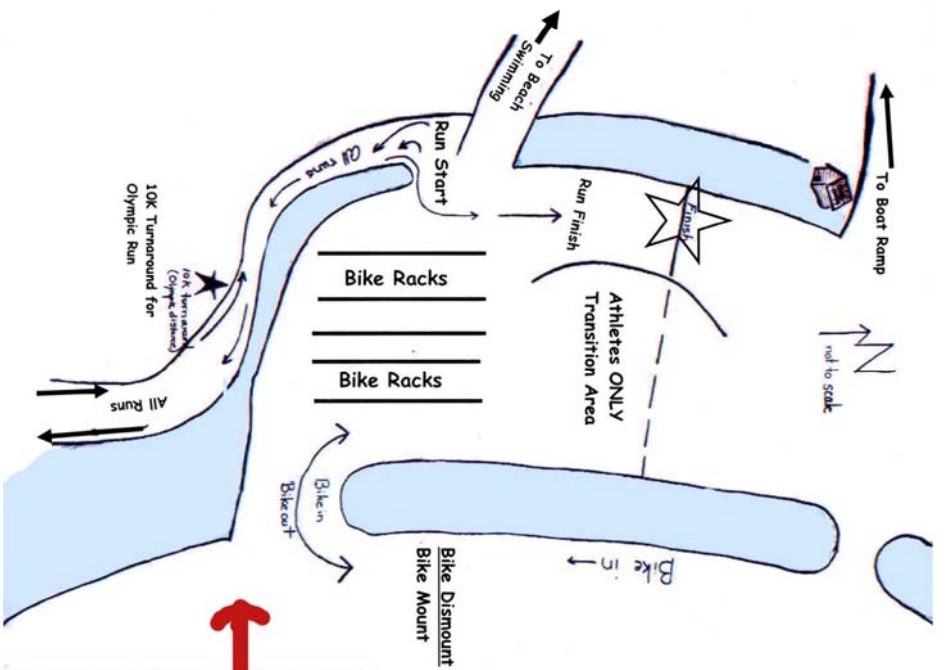 To Beach
Swimming
To Boat Ramp
Run Start
All runs
Run Finish
Finish
10K Turnaround for
Olympic Run
10K turnaround
(Olympic distance)
Bike Racks
Athletes ONLY
Transition Area
N
not to scale
Bike Racks
All Runs
Bike in
Bike out
Bike Dismount
Bike Mount
Bike in